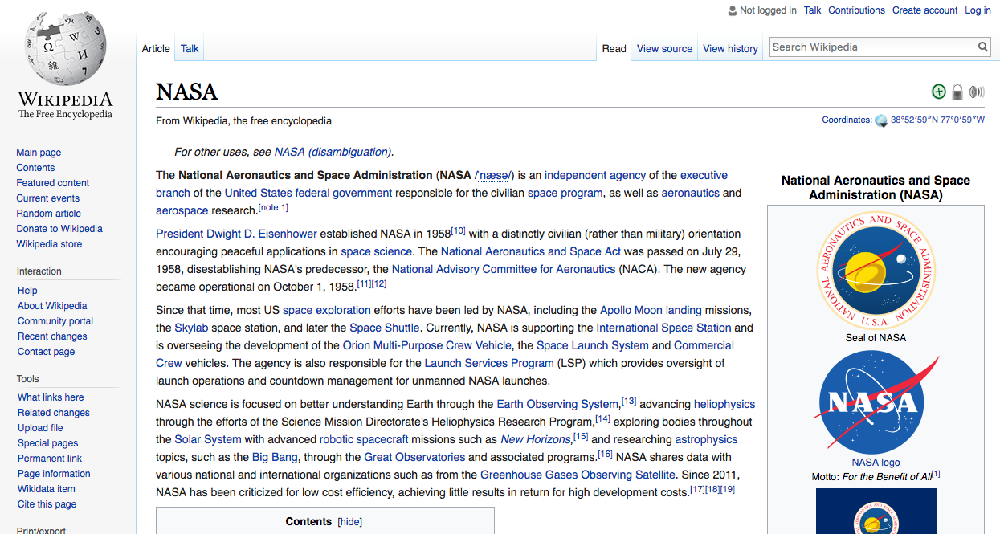 Not logged in Talk Contributions Create account Log in
Article Talk Read View source View history Search Wikipedia
WIKIPEDIA
The Free Encyclopedia
Main page
Contents
Featured content
Current events
Random article
Donate to Wikipedia
Wikipedia store
Interaction
Help
About Wikipedia
Community portal
Recent changes
Contact page
Tools
What links here
Related changes
Upload file
Special pages
Permanent link
Page information
Wikidata item
Cite this page
Print/export
NASA
From Wikipedia, the free encyclopedia
Coordinates: 38°52′59″N 77°0′59″W
For other uses, see NASA (disambiguation).
The National Aeronautics and Space Administration (NASA /ˈnæsə/) is an independent agency of the executive
branch of the United States federal government responsible for the civilian space program, as well as aeronautics and
aerospace research.[note 1]
President Dwight D. Eisenhower established NASA in 1958[10] with a distinctly civilian (rather than military) orientation
encouraging peaceful applications in space science. The National Aeronautics and Space Act was passed on July 29,
1958, disestablishing NASA's predecessor, the National Advisory Committee for Aeronautics (NACA). The new agency
became operational on October 1, 1958.[11][12]
Since that time, most US space exploration efforts have been led by NASA, including the Apollo Moon landing missions,
the Skylab space station, and later the Space Shuttle. Currently, NASA is supporting the International Space Station and
is overseeing the development of the Orion Multi-Purpose Crew Vehicle, the Space Launch System and Commercial
Crew vehicles. The agency is also responsible for the Launch Services Program (LSP) which provides oversight of
launch operations and countdown management for unmanned NASA launches.
NASA science is focused on better understanding Earth through the Earth Observing System,[13] advancing heliophysics
through the efforts of the Science Mission Directorate's Heliophysics Research Program,[14] exploring bodies throughout
the Solar System with advanced robotic spacecraft missions such as New Horizons,[15] and researching astrophysics
topics, such as the Big Bang, through the Great Observatories and associated programs.[16] NASA shares data with
various national and international organizations such as from the Greenhouse Gases Observing Satellite. Since 2011,
NASA has been criticized for low cost efficiency, achieving little results in return for high development costs.[17][18][19]
Contents [hide]
National Aeronautics and Space
Administration (NASA)
NATIONAL AERONAUTICS AND SPACE ADMINISTRATION
U.S.A.
Seal of NASA
NASA
NASA logo
Motto: For the Benefit of All[1]